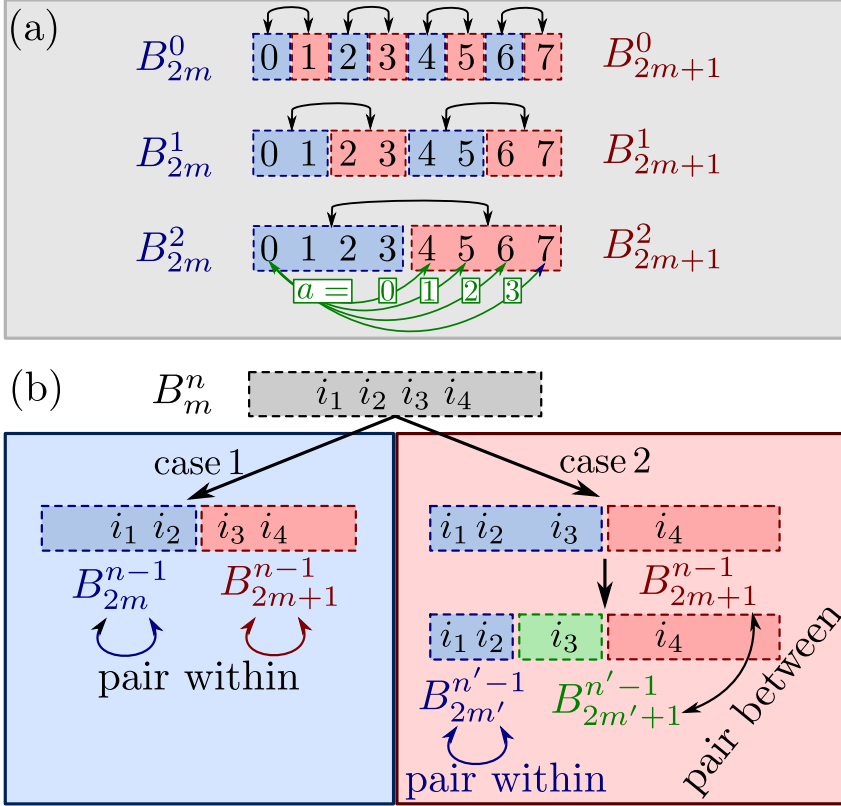 (a)
B^0_{2m} 0 1 2 3 4 5 6 7 B^0_{2m+1}
B^1_{2m} 0 1 2 3 4 5 6 7 B^1_{2m+1}
B^2_{2m} 0 1 2 3 4 5 6 7 B^2_{2m+1}
a = 0 1 2 3
(b) B^n_m i_1 i_2 i_3 i_4
case 1
i_1 i_2 i_3 i_4
B^{n-1}_{2m} B^{n-1}_{2m+1}
pair within
case 2
i_1 i_2 i_3 i_4
B^{n-1}_{2m+1}
i_1 i_2 i_3 i_4
B^{n'-1}_{2m'} B^{n'-1}_{2m'+1}
pair within
pair between